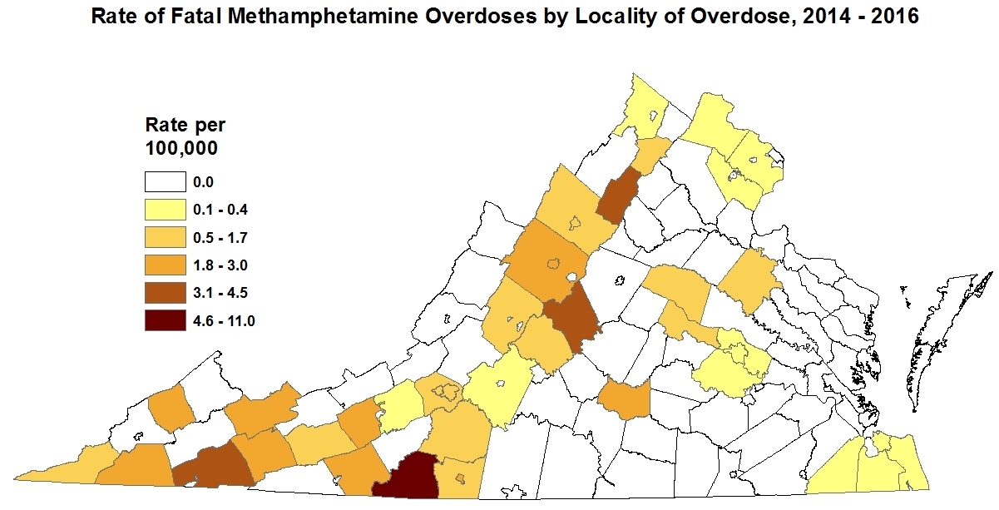 Rate of Fatal Methamphetamine Overdoses by Locality of Overdose, 2014 - 2016
Rate per
100,000
0.0
0.1 - 0.4
0.5 - 1.7
1.8 - 3.0
3.1 - 4.5
4.6 - 11.0